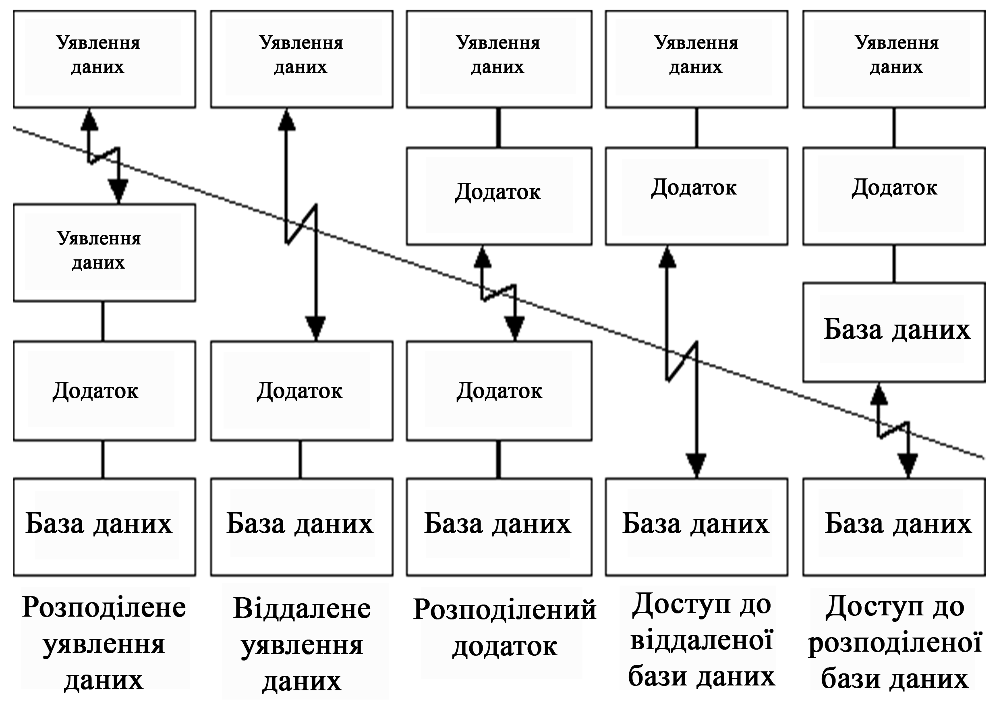 Уявлення
даних
Уявлення
даних
Уявлення
даних
Уявлення
даних
Уявлення
даних
Додаток
Додаток
Додаток
Уявлення
даних
База даних
Додаток
Додаток
Додаток
База даних
База даних
База даних
База даних
База даних
Розподілене
уявлення
даних
Віддалене
уявлення
даних
Розподілений
додаток
Доступ до
віддаленої
бази даних
Доступ до
розподіленої
бази даних